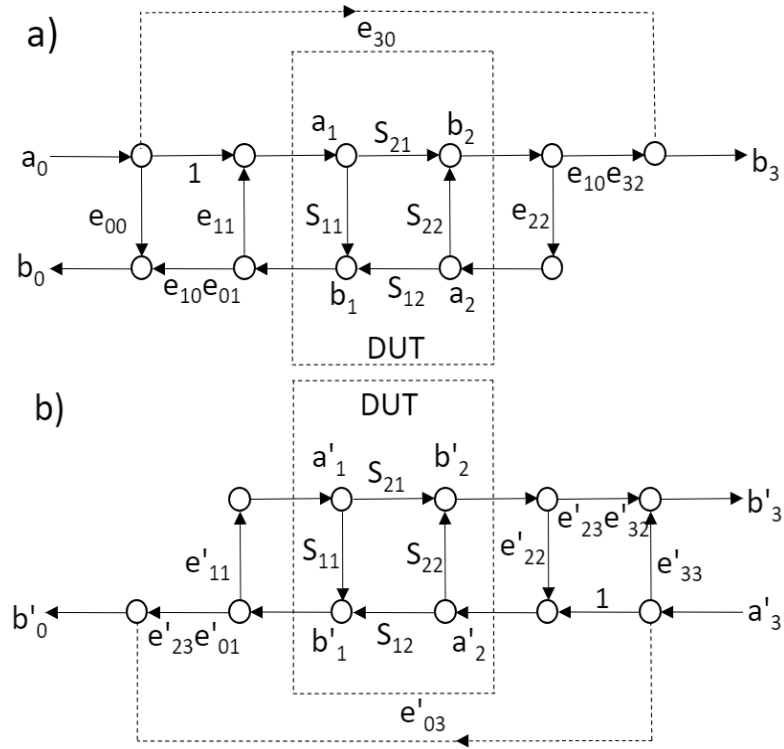 a)
e₃₀
a₁ S₂₁ b₂
a₀ 1 e₁₀e₃₂ b₃
e₀₀ e₁₁ S₁₁ S₂₂ e₂₂
b₀ e₁₀e₀₁ b₁ S₁₂ a₂
DUT
b)
DUT
a'₁ S₂₁ b'₂
e'₂₃e'₃₂ b'₃
e'₁₁ S₁₁ S₂₂ e'₂₂ e'₃₃
b'₀ e'₂₃e'₀₁ b'₁ S₁₂ a'₂ 1 a'₃
e'₀₃